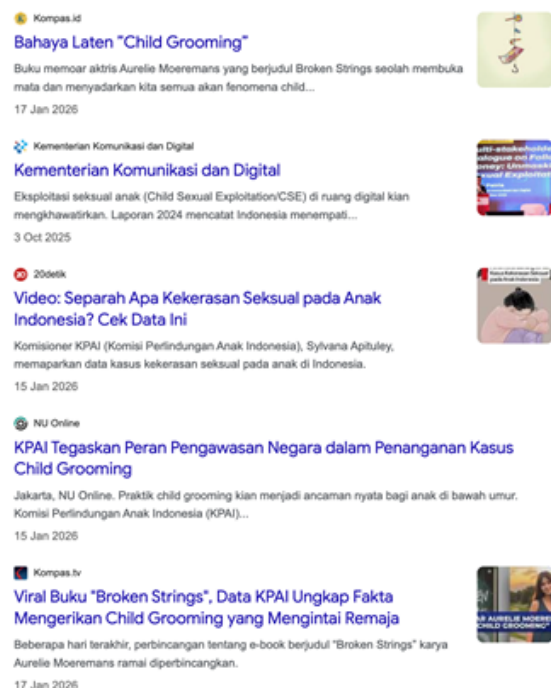 Kompas.id
Bahaya Laten "Child Grooming"
Buku memoar aktris Aurelie Moeremans yang berjudul Broken Strings seolah membuka
mata dan menyadarkan kita semua akan fenomena child...
17 Jan 2026
Kementerian Komunikasi dan Digital
Kementerian Komunikasi dan Digital
Eksploitasi seksual anak (Child Sexual Exploitation/CSE) di ruang digital kian
mengkhawatirkan. Laporan 2024 mencatat Indonesia menempati...
3 Oct 2025
20detik
Video: Separah Apa Kekerasan Seksual pada Anak
Indonesia? Cek Data Ini
Komisioner KPAI (Komisi Perlindungan Anak Indonesia), Sylvana Apituley,
memaparkan data kasus kekerasan seksual pada anak di Indonesia.
15 Jan 2026
NU Online
KPAI Tegaskan Peran Pengawasan Negara dalam Penanganan Kasus
Child Grooming
Jakarta, NU Online. Praktik child grooming kian menjadi ancaman nyata bagi anak di bawah umur.
Komisi Perlindungan Anak Indonesia (KPAI)...
15 Jan 2026
Kompas.tv
Viral Buku "Broken Strings", Data KPAI Ungkap Fakta
Mengerikan Child Grooming yang Mengintai Remaja
Beberapa hari terakhir, perbincangan tentang e-book berjudul "Broken Strings" karya
Aurelie Moeremans ramai diperbincangkan.
17 Jan 2026